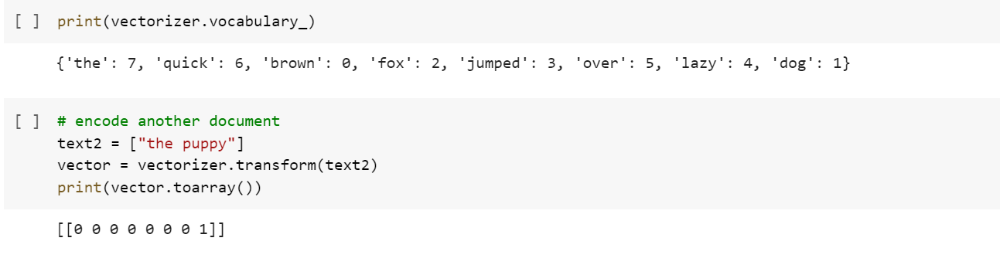 [ ] print(vectorizer.vocabulary_)
{'the': 7, 'quick': 6, 'brown': 0, 'fox': 2, 'jumped': 3, 'over': 5, 'lazy': 4, 'dog': 1}
[ ] # encode another document
text2 = ["the puppy"]
vector = vectorizer.transform(text2)
print(vector.toarray())
[[0 0 0 0 0 0 0 1]]